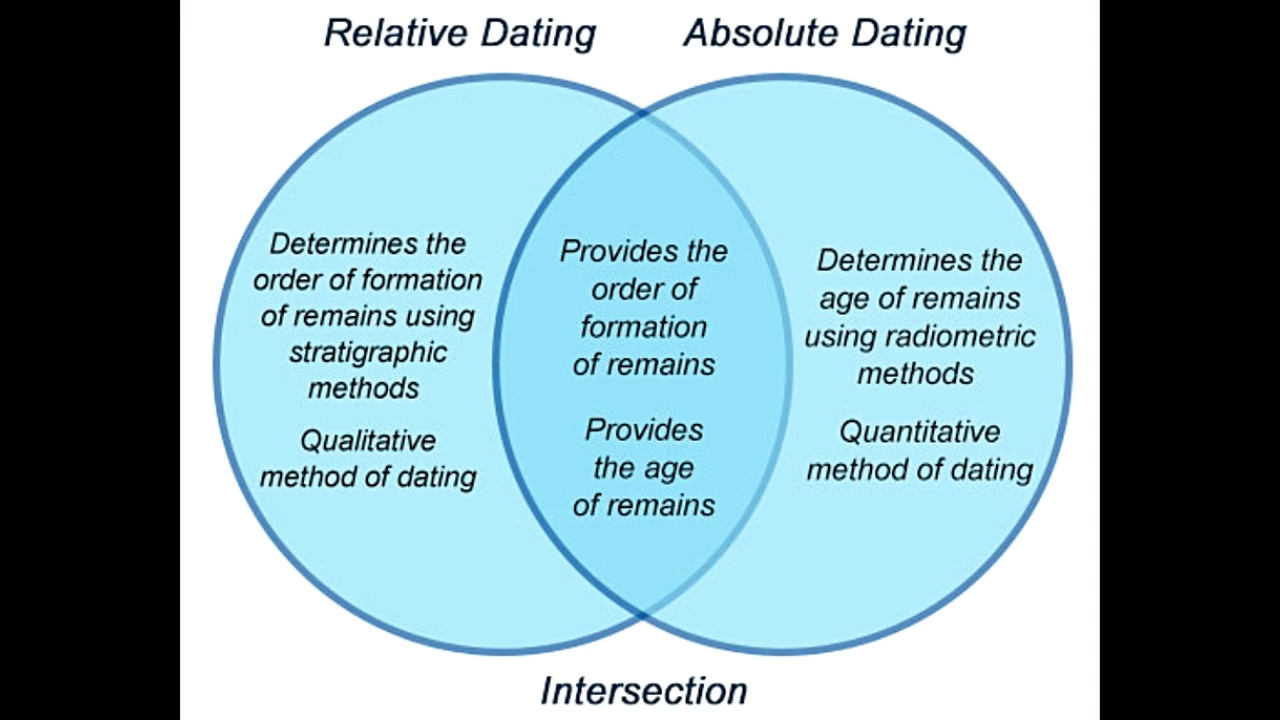 Relative Dating
Absolute Dating
Determines the
order of formation
of remains using
stratigraphic
methods
Qualitative
method of dating
Provides the
order of
formation
of remains
Provides
the age
of remains
Determines the
age of remains
using radiometric
methods
Quantitative
method of dating
Intersection